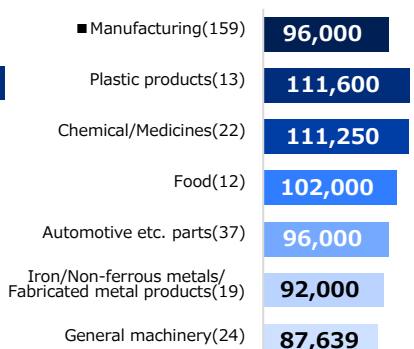 ■Manufacturing(159) 96,000
Plastic products(13) 111,600
Chemical/Medicines(22) 111,250
Food(12) 102,000
Automotive etc. parts(37) 96,000
Iron/Non-ferrous metals/
Fabricated metal products(19) 92,000
General machinery(24) 87,639